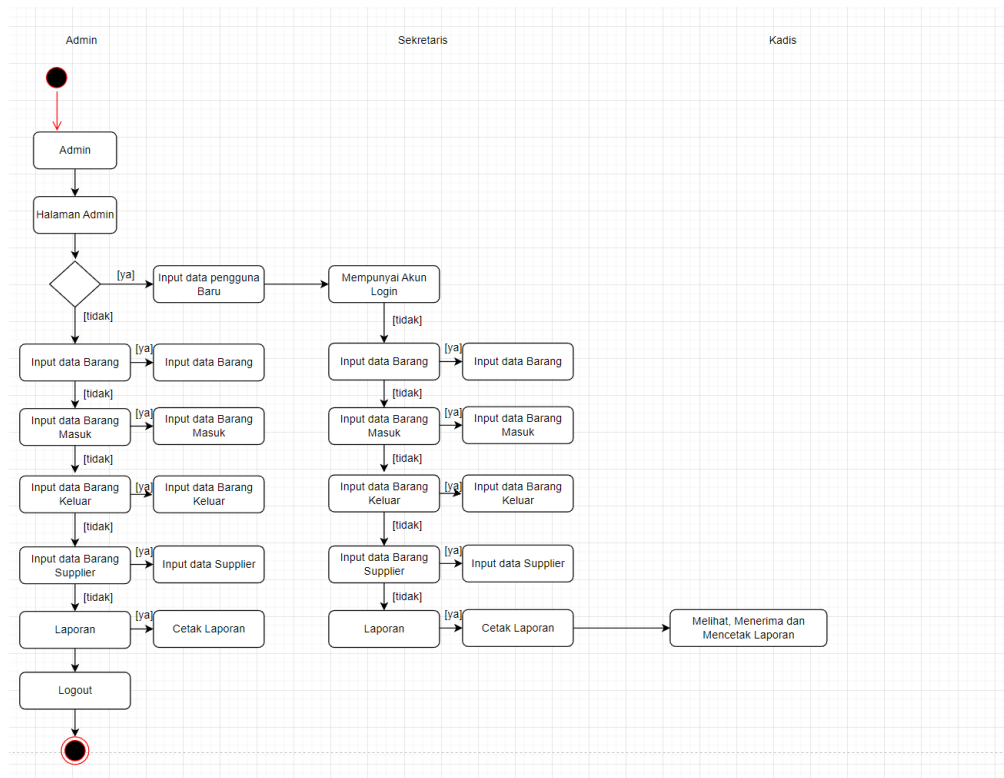 Admin
Sekretaris
Kadis
Admin
Halaman Admin
[ya]
Input data pengguna
Baru
Mempunyai Akun
Login
[tidak]
[tidak]
Input data Barang
[ya]
Input data Barang
Input data Barang
[ya]
Input data Barang
[tidak]
[tidak]
Input data Barang
Masuk
[ya]
Input data Barang
Masuk
Input data Barang
Masuk
[ya]
Input data Barang
Masuk
[tidak]
[tidak]
Input data Barang
Keluar
[ya]
Input data Barang
Keluar
Input data Barang
Keluar
[ya]
Input data Barang
Keluar
[tidak]
[tidak]
Input data Barang
Supplier
[ya]
Input data Supplier
Input data Barang
Supplier
[ya]
Input data Supplier
[tidak]
[tidak]
Laporan
[ya]
Cetak Laporan
Laporan
[ya]
Cetak Laporan
Melihat, Menerima dan
Mencetak Laporan
Logout